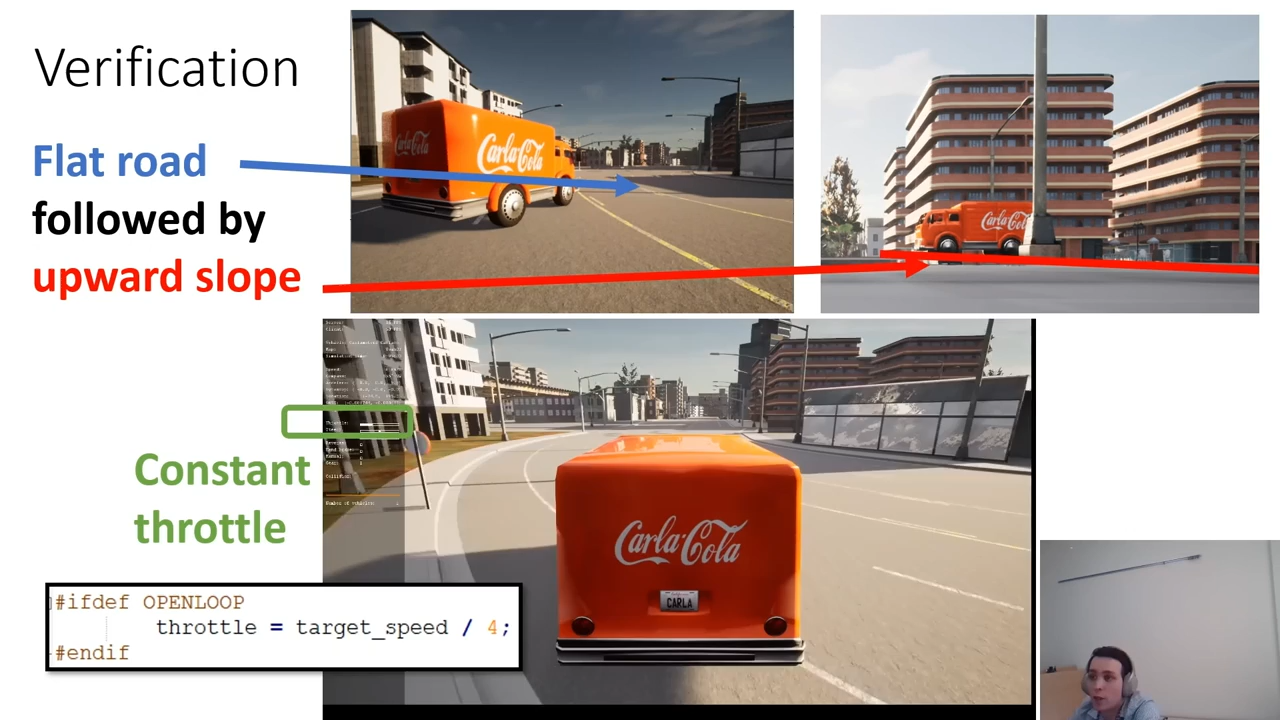 Verification
Flat road
followed by
upward slope
Carla-Cola
Carla-Cola
Carla-Cola
Throttle:
Constant
throttle
Carla-Cola
CARLA
#ifdef OPENLOOP
throttle = target_speed / 4;
#endif